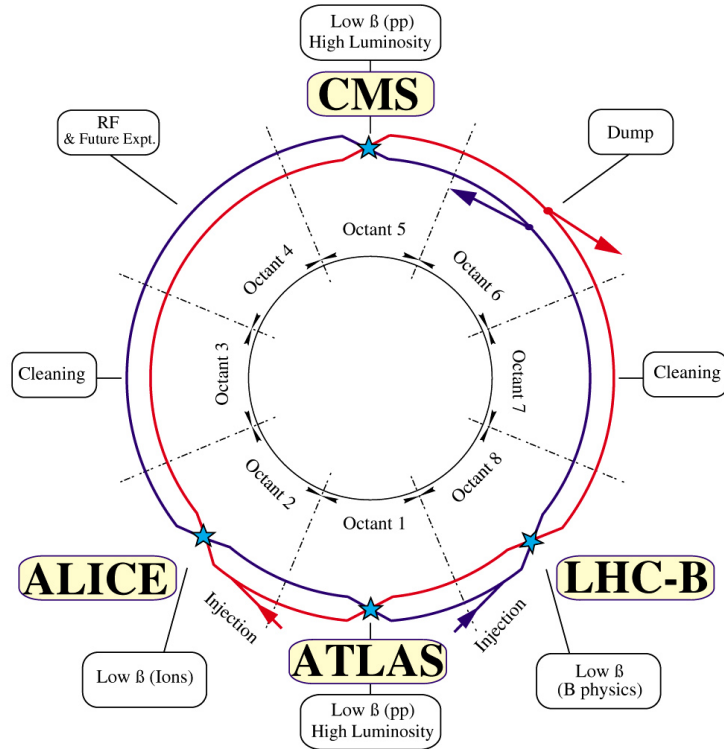 Low ß (pp)
High Luminosity
CMS
RF
& Future Expt.
Dump
Octant 5
Octant 4
Octant 6
Cleaning
Octant 3
Octant 7
Cleaning
Octant 2
Octant 8
Octant 1
ALICE
LHC-B
Injection
Injection
ATLAS
Low ß (Ions)
Low ß
(B physics)
Low ß (pp)
High Luminosity